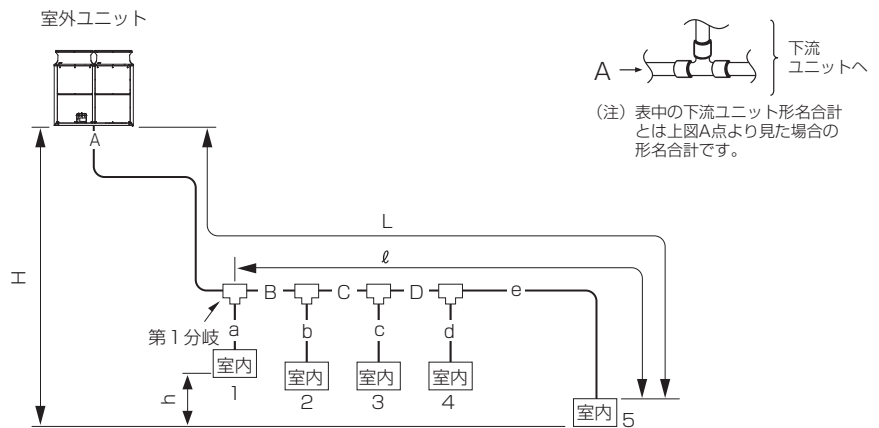 室外ユニット
A
H
L
ℓ
B
C
D
e
第1分岐
a
b
c
d
室内
1
室内
2
室内
3
室内
4
室内
5
h
A
下流
ユニットへ
(注) 表中の下流ユニット形名合計
とは上図A点より見た場合の
形名合計です。